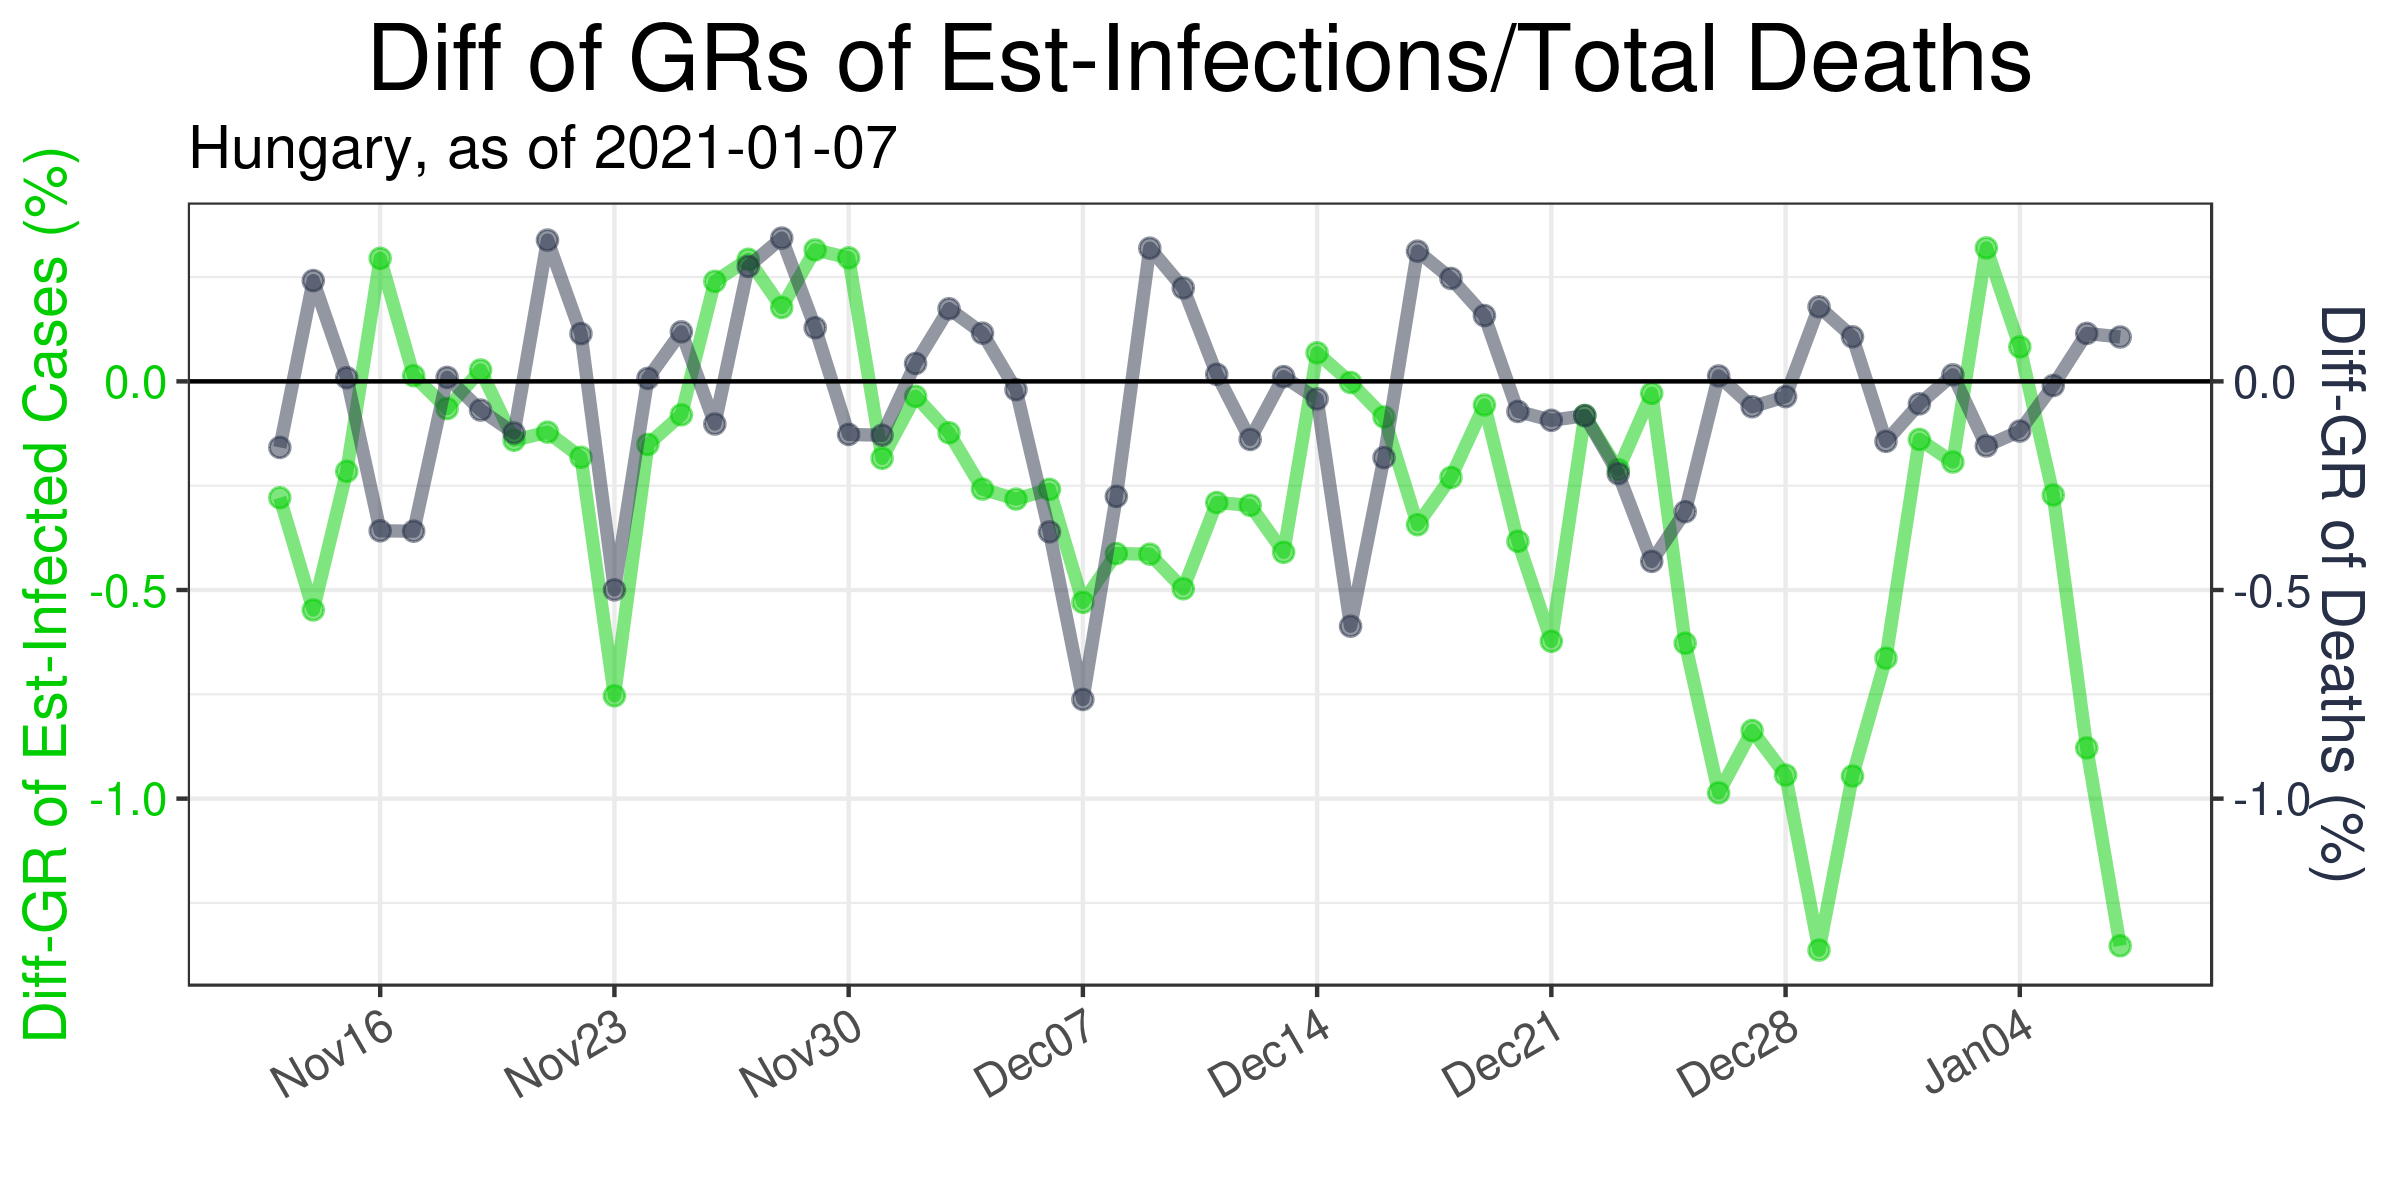 Diff of GRs of Est-Infections/Total Deaths
Hungary, as of 2021-01-07
Diff-GR of Est-Infected Cases (%)
0.0
-0.5
-1.0
0.0
-0.5
-1.0
Diff-GR of Deaths (%)
Nov16
Nov23
Nov30
Dec07
Dec14
Dec21
Dec28
Jan04